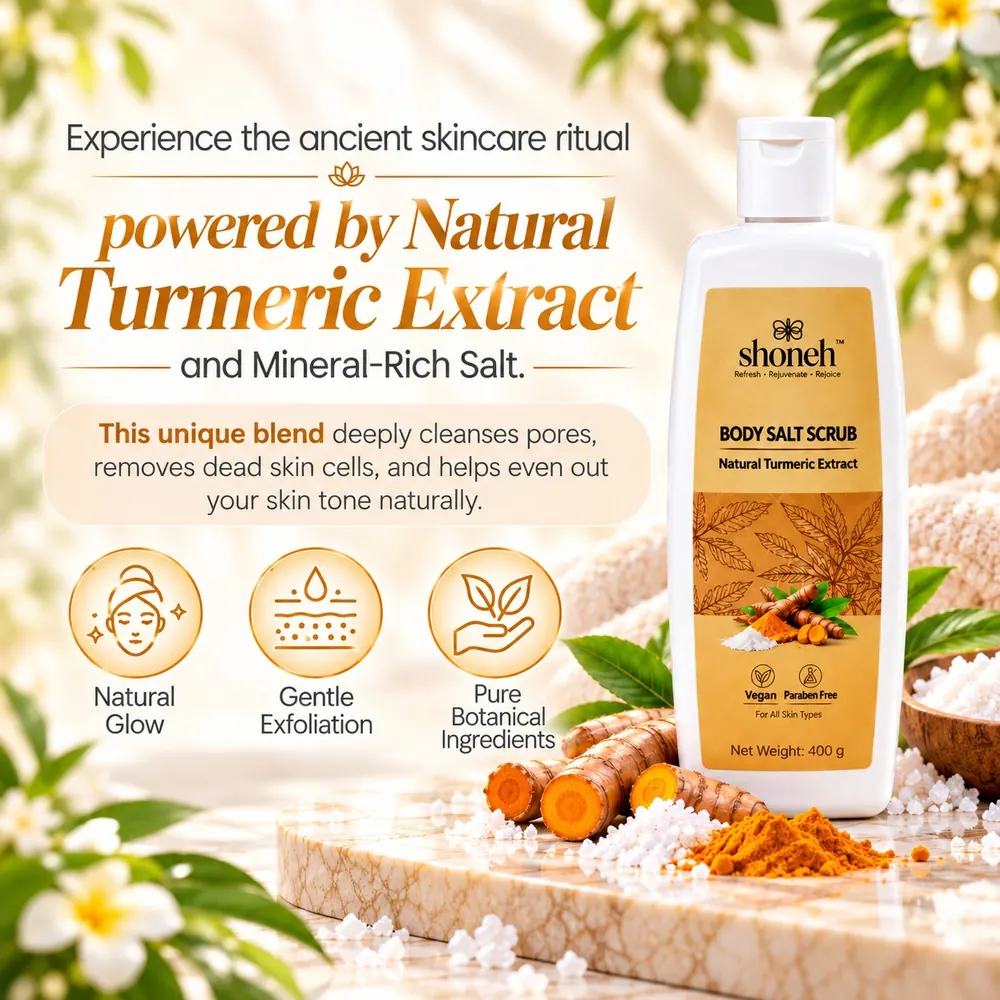 Experience the ancient skincare ritual
powered by Natural
Turmeric Extract
and Mineral-Rich Salt.
This unique blend deeply cleanses pores,
removes dead skin cells, and helps even out
your skin tone naturally.
Natural
Glow
Gentle
Exfoliation
Pure
Botanical
Ingredients
shoneh™
Refresh • Rejuvenate • Rejoice
BODY SALT SCRUB
Natural Turmeric Extract
Vegan Paraben Free
For All Skin Types
Net Weight: 400 g